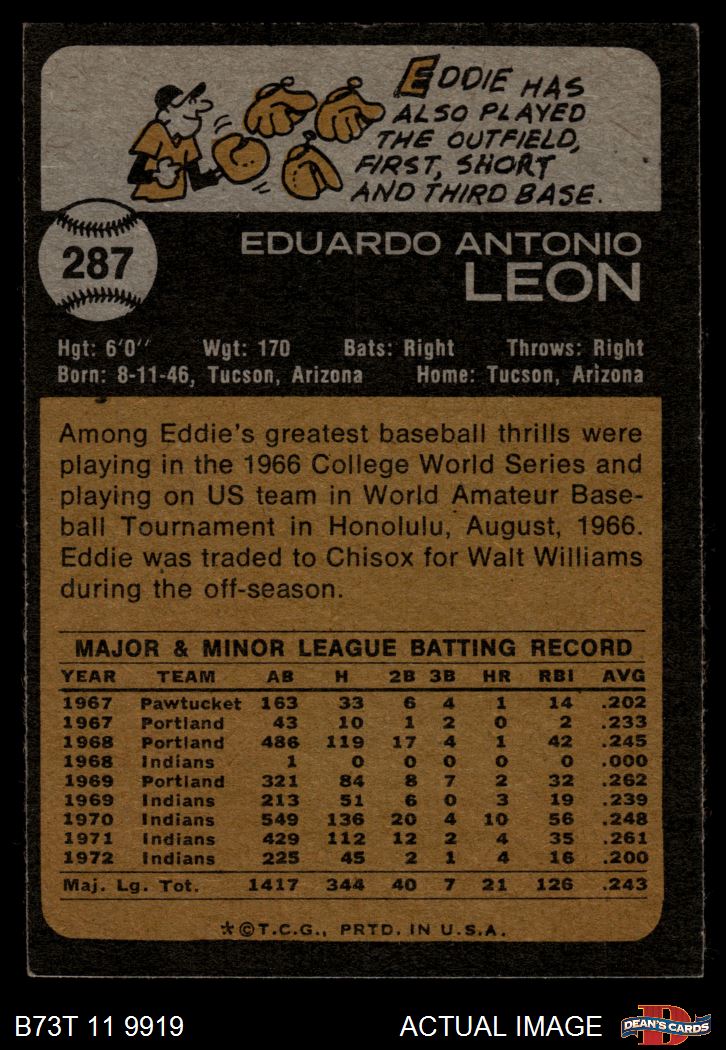 EDDIE HAS
ALSO PLAYED
THE OUTFIELD,
FIRST, SHORT
AND THIRD BASE.
287
EDUARDO ANTONIO
LEON
Hgt: 6'0" Wgt: 170 Bats: Right Throws: Right
Born: 8-11-46, Tucson, Arizona Home: Tucson, Arizona
Among Eddie's greatest baseball thrills were
playing in the 1966 College World Series and
playing on US team in World Amateur Base-
ball Tournament in Honolulu, August, 1966.
Eddie was traded to Chisox for Walt Williams
during the off-season.
MAJOR & MINOR LEAGUE BATTING RECORD
YEAR TEAM AB H 2B 3B HR RBI AVG
1967 Pawtucket 163 33 6 4 1 14 .202
1967 Portland 43 10 1 2 0 2 .233
1968 Portland 486 119 17 4 1 42 .245
1968 Indians 1 0 0 0 0 0 .000
1969 Portland 321 84 8 7 2 32 .262
1969 Indians 213 51 6 0 3 19 .239
1970 Indians 549 136 20 4 10 56 .248
1971 Indians 429 112 12 2 4 35 .261
1972 Indians 225 45 2 1 4 16 .200
Maj. Lg. Tot. 1417 344 40 7 21 126 .243
*©T.C.G., PRTD. IN U.S.A.
B73T 11 9919 ACTUAL IMAGE
D
DEAN'S CARDS